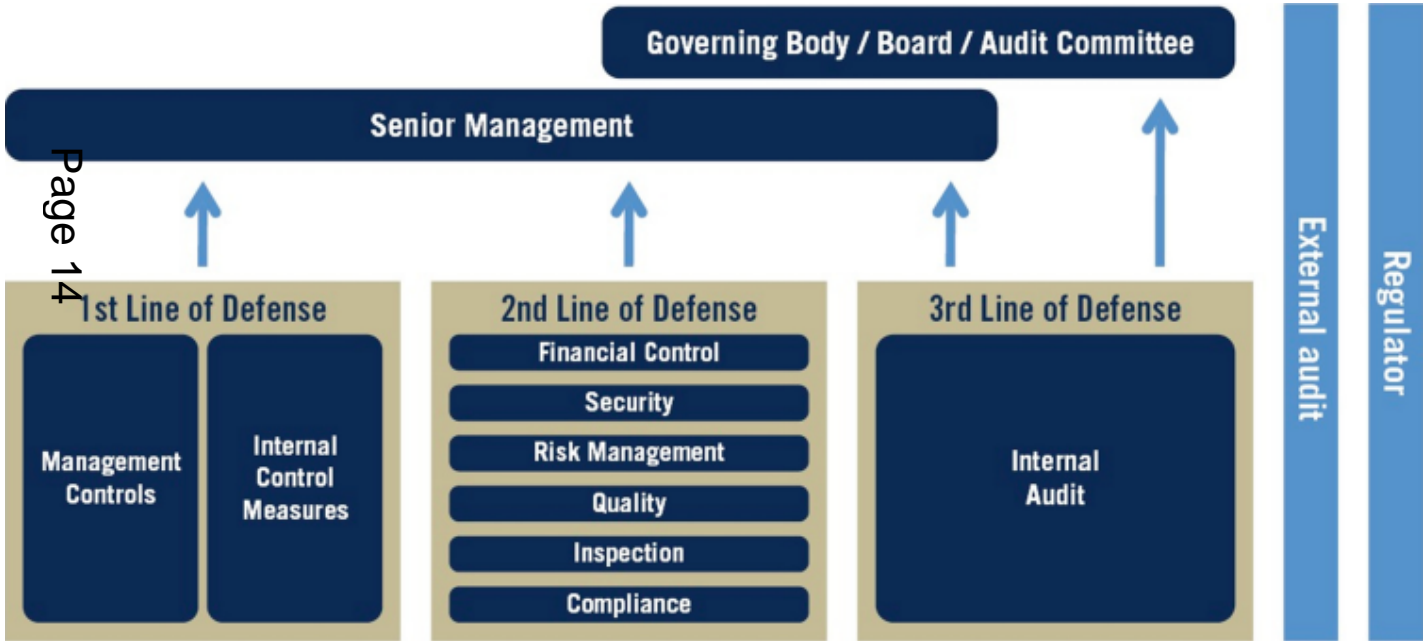 Governing Body / Board / Audit Committee
Senior Management
Page 14
1st Line of Defense
Management
Controls
Internal
Control
Measures
2nd Line of Defense
Financial Control
Security
Risk Management
Quality
Inspection
Compliance
3rd Line of Defense
Internal
Audit
External audit
Regulator